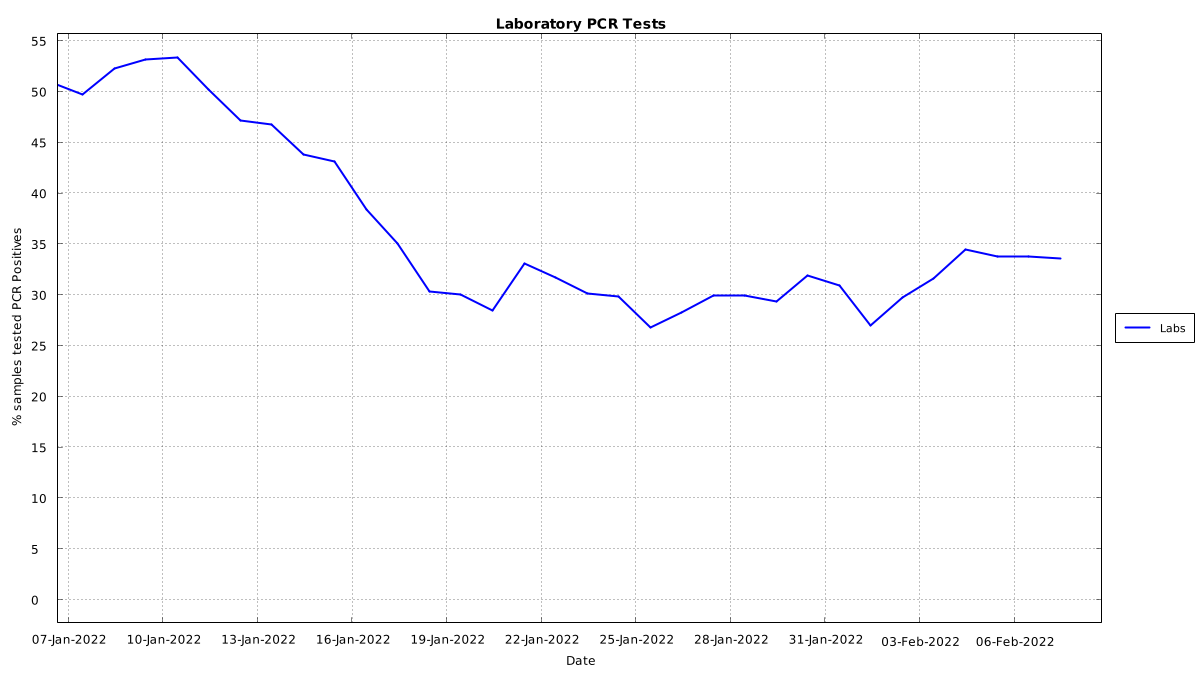 Laboratory PCR Tests
55
50
45
40
35
30
25
20
15
10
5
0
% samples tested PCR Positives
07-Jan-2022 10-Jan-2022 13-Jan-2022 16-Jan-2022 19-Jan-2022 22-Jan-2022 25-Jan-2022 28-Jan-2022 31-Jan-2022 03-Feb-2022 06-Feb-2022
Date
Labs